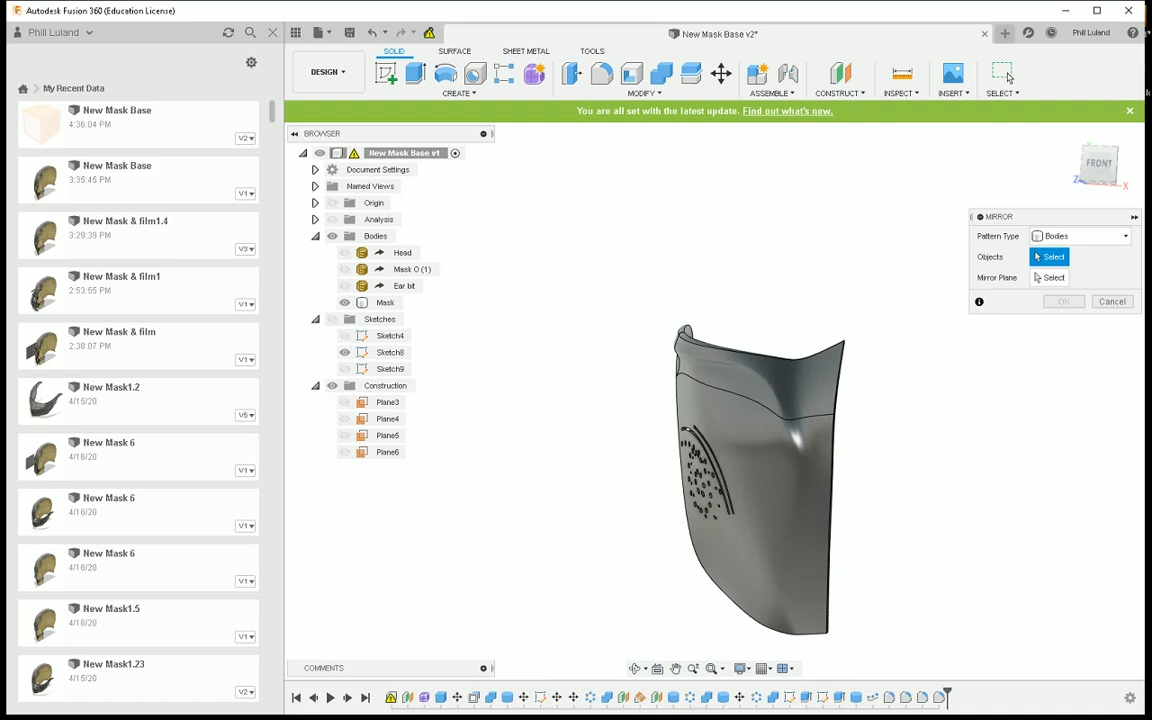 Autodesk Fusion 360 (Education License)
Phill Luland
New Mask Base v2*
Phill Luland
SOLID
SURFACE
SHEET METAL
TOOLS
DESIGN
CREATE
MODIFY
ASSEMBLE
CONSTRUCT
INSPECT
INSERT
SELECT
My Recent Data
You are all set with the latest update. Find out what's new.
New Mask Base
4:36:04 PM
V2
New Mask Base
3:35:45 PM
V1
New Mask & film1.4
3:29:39 PM
V3
New Mask & film1
2:53:55 PM
V1
New Mask & film
2:38:07 PM
V1
New Mask1.2
4/15/20
V5
New Mask 6
4/16/20
V1
New Mask 6
4/16/20
V1
New Mask 6
4/16/20
V1
New Mask1.5
4/16/20
V1
New Mask1.23
4/15/20
V2
BROWSER
New Mask Base v1
Document Settings
Named Views
Origin
Analysis
Bodies
Head
Mask O (1)
Ear bit
Mask
Sketches
Sketch4
Sketch8
Sketch9
Construction
Plane3
Plane4
Plane5
Plane6
FRONT
Z
X
MIRROR
Pattern Type
Bodies
Objects
Select
Mirror Plane
Select
OK
Cancel
COMMENTS